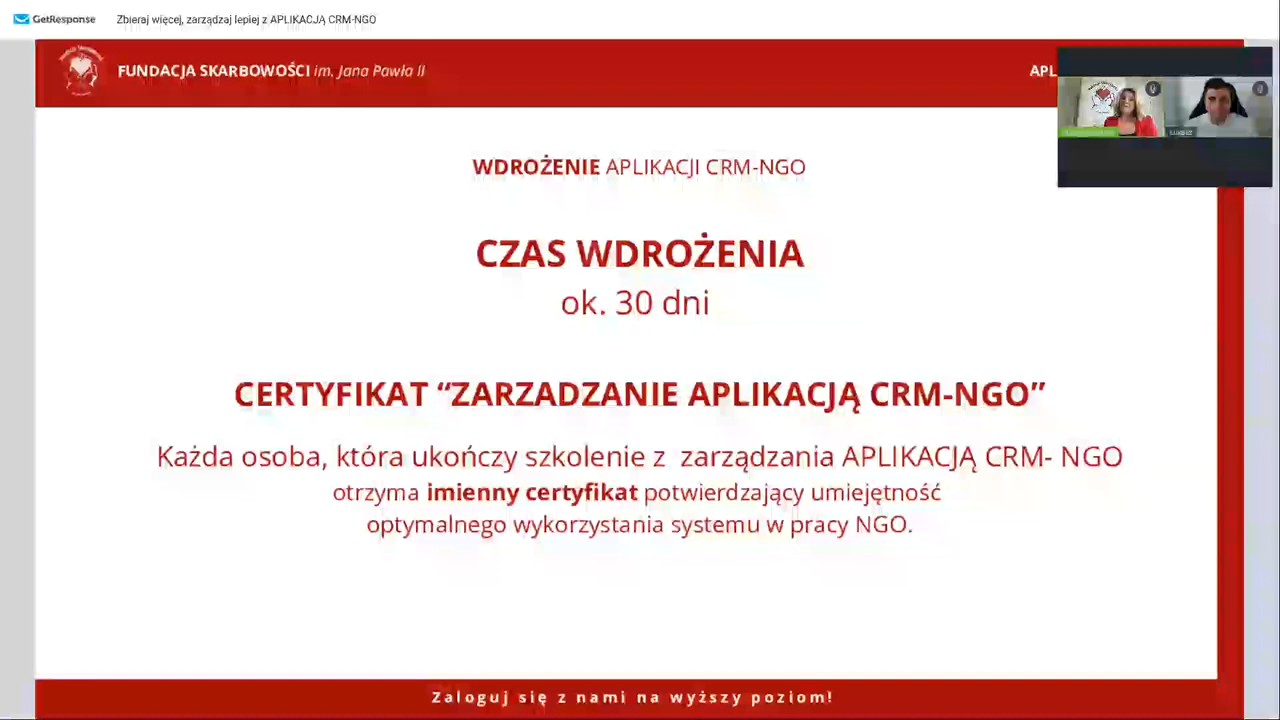 GetResponse
Zbieraj więcej, zarządzaj lepiej z APLIKACJĄ CRM-NGO
FUNDACJA SKARBOWOŚCI im. Jana Pawła II
APL
WDROŻENIE APLIKACJI CRM-NGO
CZAS WDROŻENIA
ok. 30 dni
CERTYFIKAT “ZARZADZANIE APLIKACJĄ CRM-NGO”
Każda osoba, która ukończy szkolenie z zarządzania APLIKACJĄ CRM- NGO
otrzyma imienny certyfikat potwierdzający umiejętność
optymalnego wykorzystania systemu w pracy NGO.
Zaloguj się z nami na wyższy poziom!